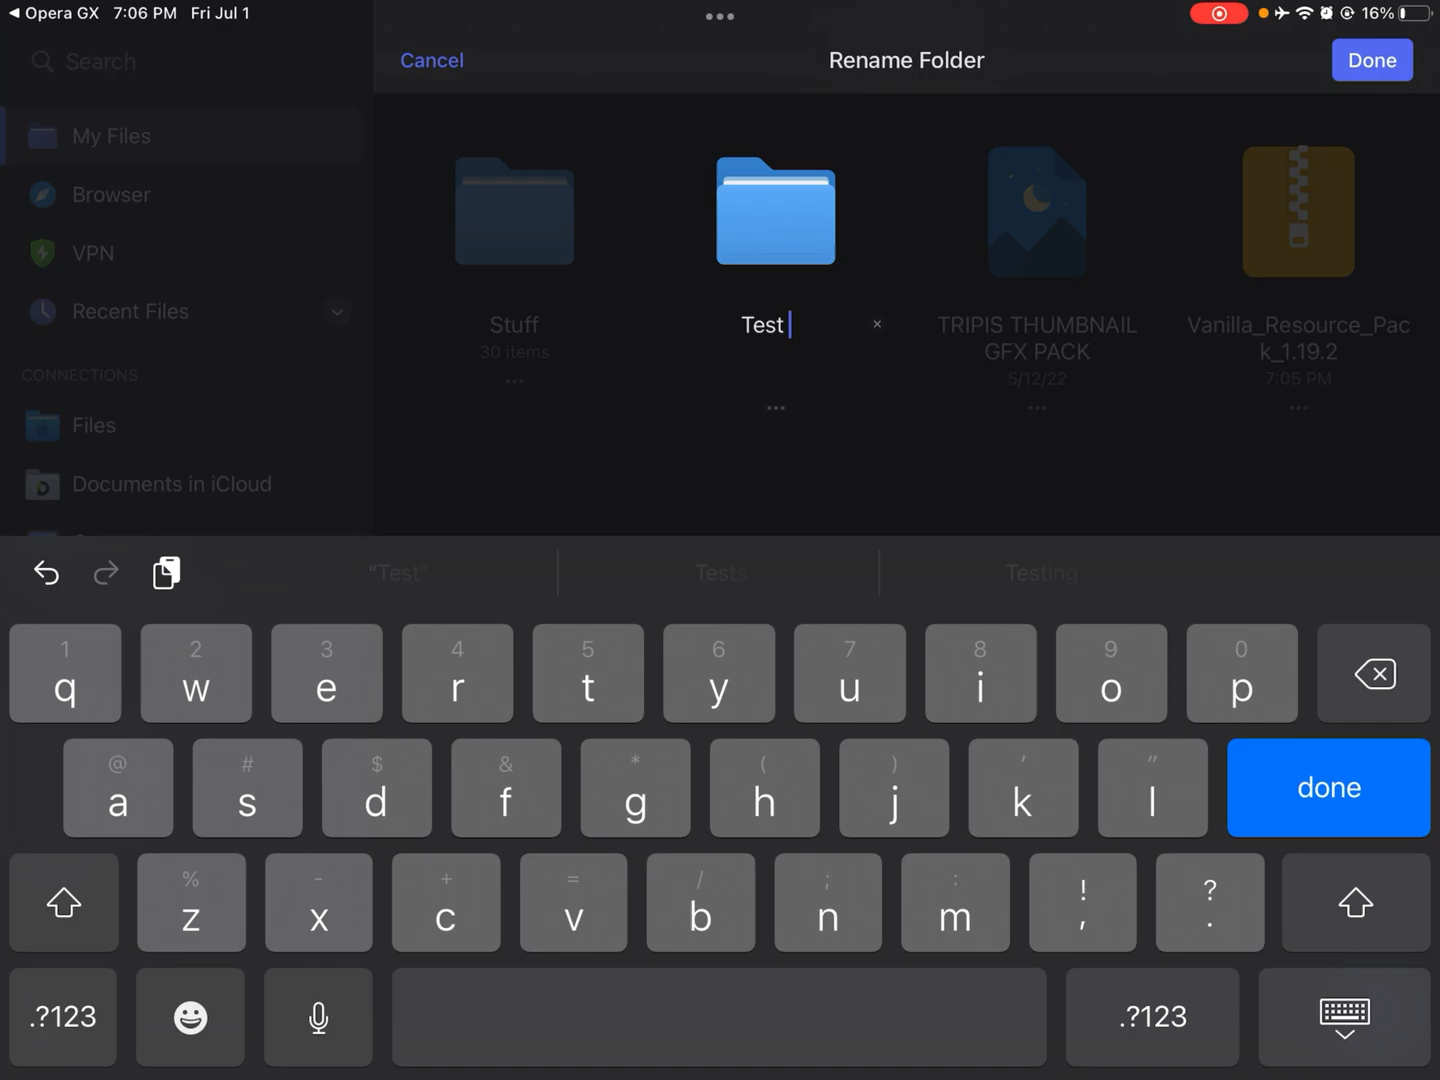 Opera GX 7:06 PM Fri Jul 1
16%
Search
Cancel
Rename Folder
Done
My Files
Browser
VPN
Recent Files
CONNECTIONS
Files
Documents in iCloud
Stuff
30 items
Test
TRIPIS THUMBNAIL
GFX PACK
5/12/22
Vanilla_Resource_Pac
k_1.19.2
7:05 PM
“Test” Tests Testing
1 2 3 4 5 6 7 8 9 0
q w e r t y u i o p
@ # $ & * ( ) ' "
a s d f g h j k l done
% - + = / ; : ! ?
z x c v b n m , .
.?123 .?123